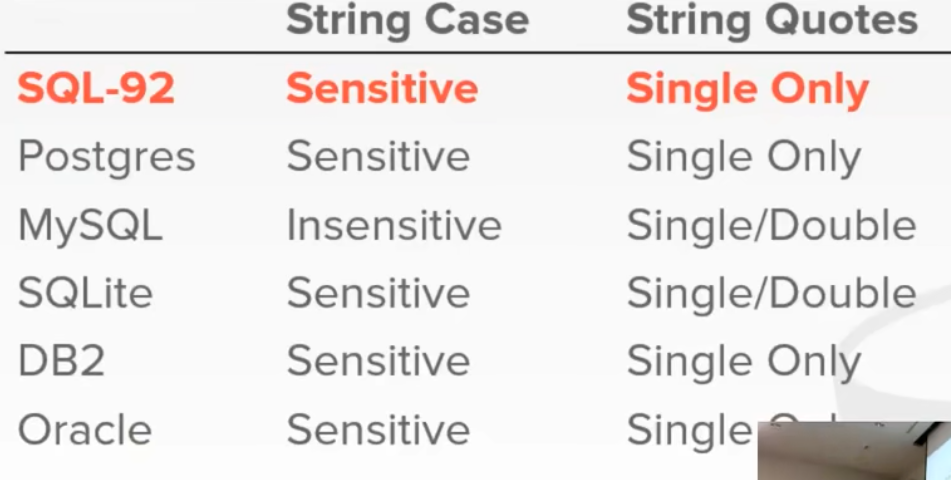 String Case String Quotes
SQL-92 Sensitive Single Only
Postgres Sensitive Single Only
MySQL Insensitive Single/Double
SQLite Sensitive Single/Double
DB2 Sensitive Single Only
Oracle Sensitive Single